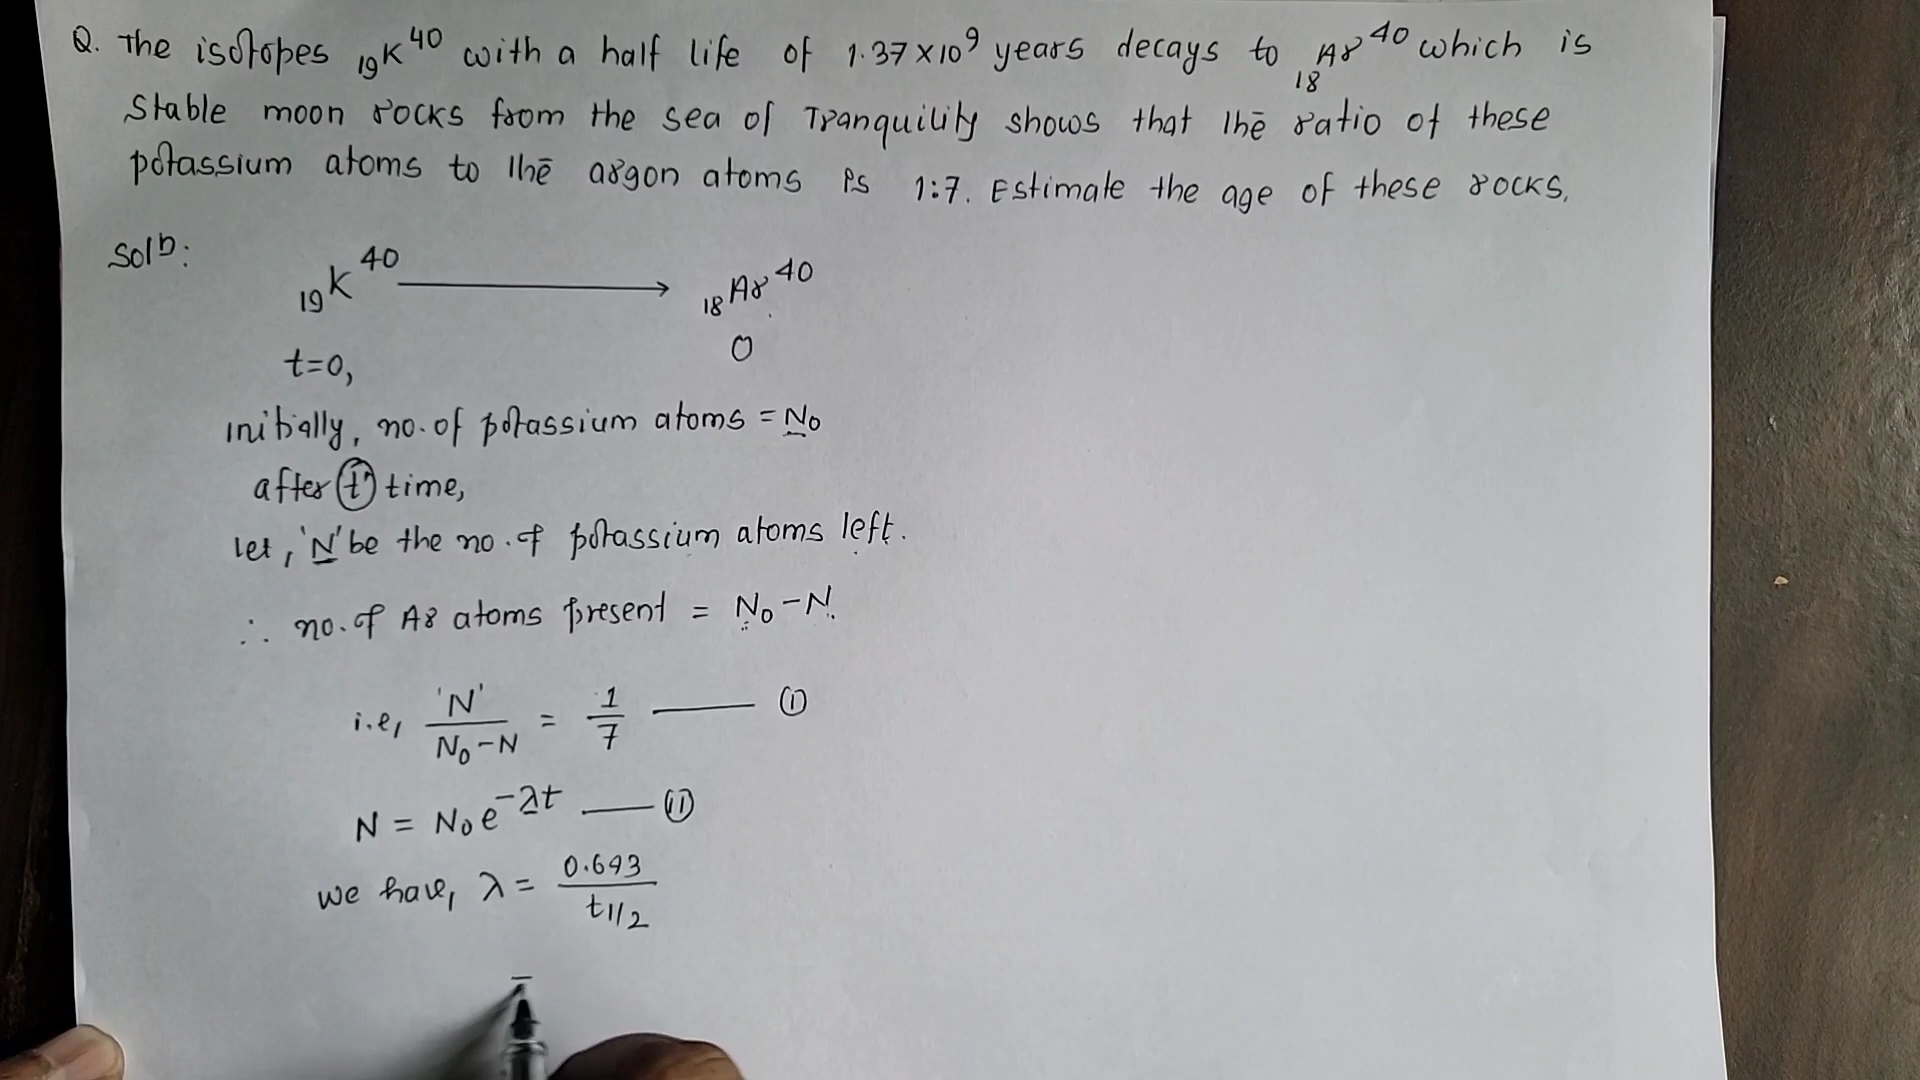 Q. The isotopes ₁₉K⁴⁰ with a half life of 1.37×10⁹ years decays to ₁₈Ar⁴⁰ which is
Stable moon rocks from the sea of Tranquility shows that the ratio of these
potassium atoms to the argon atoms is 1:7. Estimate the age of these rocks.
Solⁿ:
₁₉K⁴⁰ ⟶ ₁₈Ar⁴⁰
t=0, 0
initially, no. of potassium atoms = N₀
after 't' time,
let, 'N' be the no. of potassium atoms left.
∴ no. of Ar atoms present = N₀ - N
i.e, 'N' / (N₀ - N) = 1/7 —— (i)
N = N₀ e^(-λt) —— (ii)
we have, λ = 0.693 / t1/2